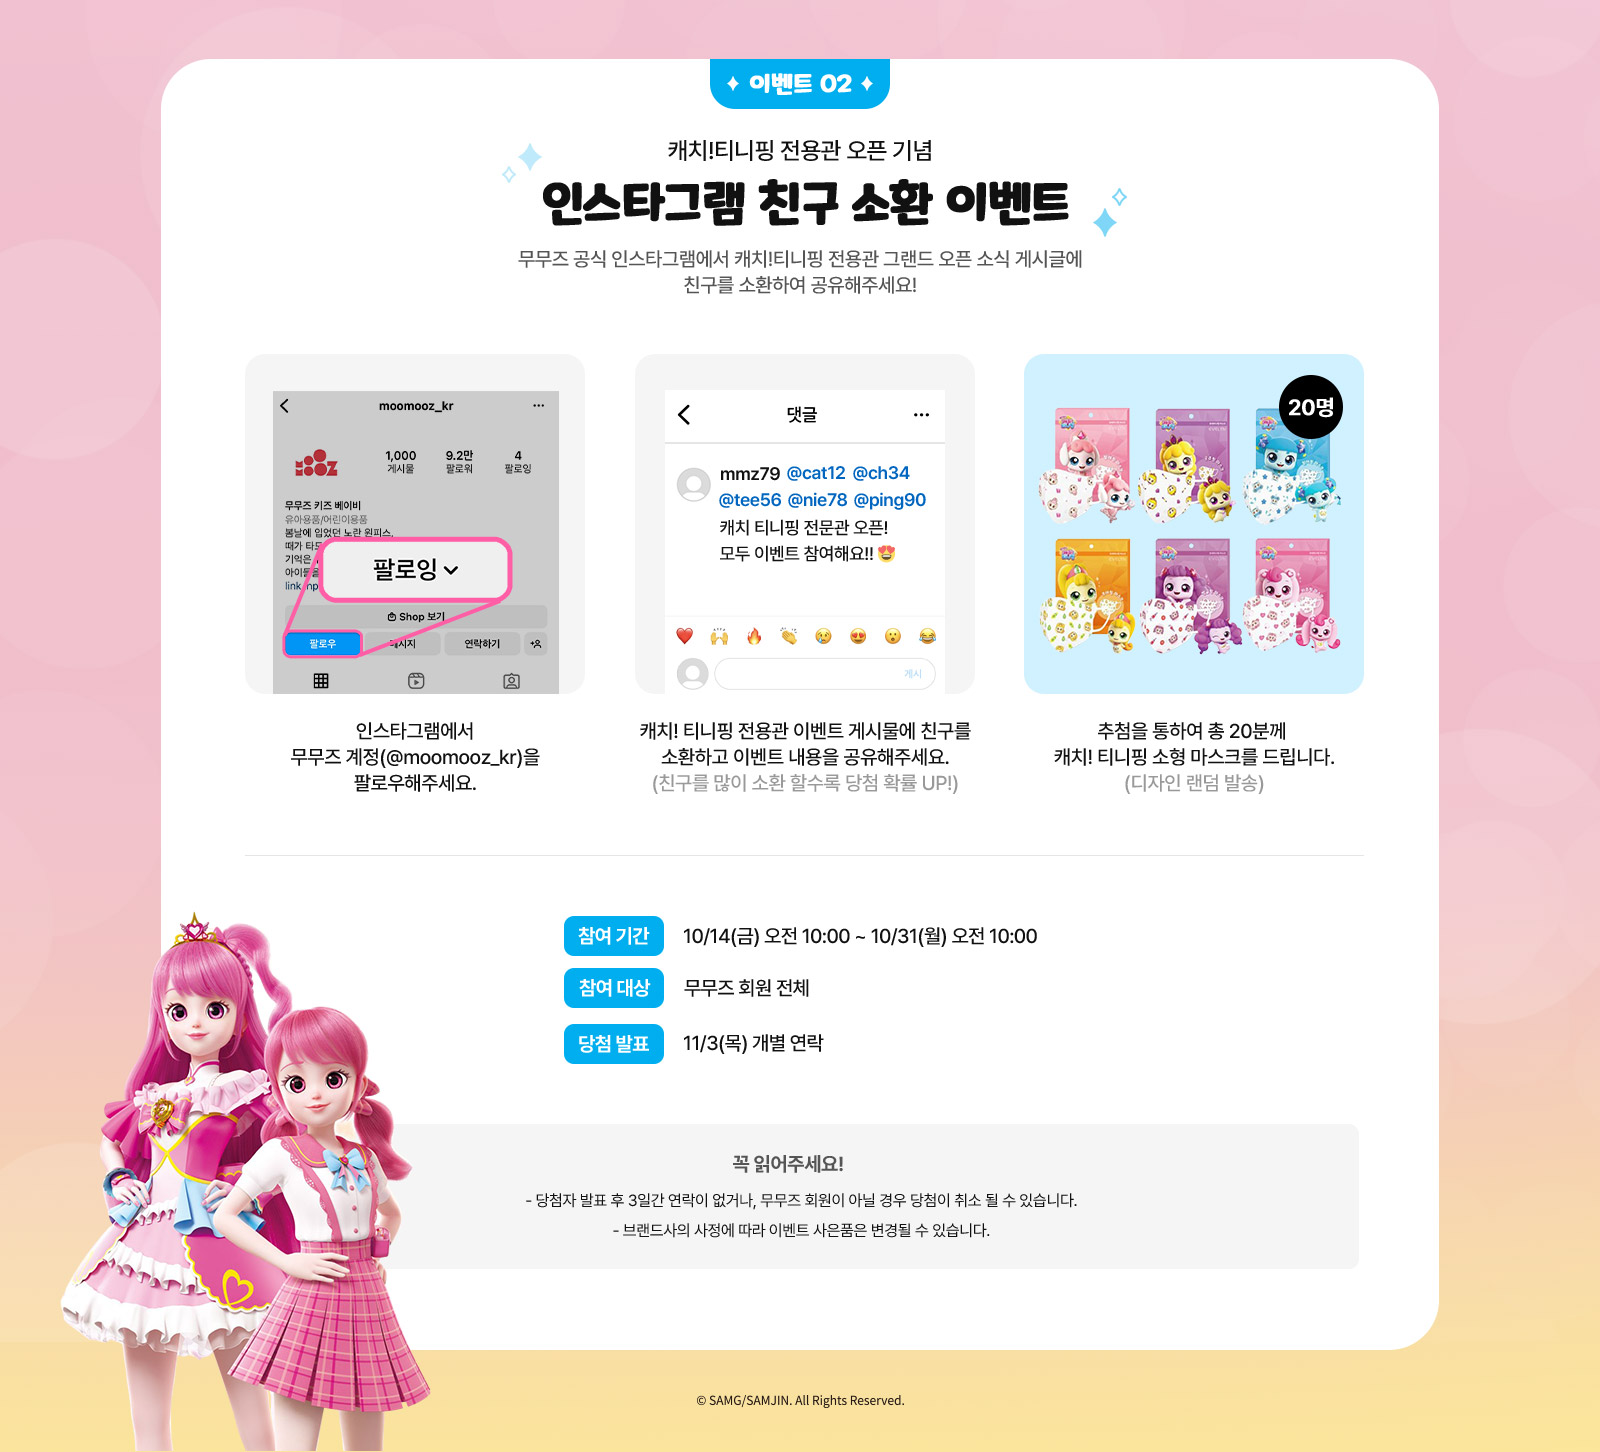 이벤트 02
캐치!티니핑 전용관 오픈 기념
인스타그램 친구 소환 이벤트
무무즈 공식 인스타그램에서 캐치!티니핑 전용관 그랜드 오픈 소식 게시글에
친구를 소환하여 공유해주세요!
moomooz_kr
1,000
게시물
9.2만
팔로워
4
팔로잉
무무즈 키즈 베이비
유아용품/어린이용품
봄날에 입었던 노란 원피스,
때가 타도
기억은
아이들을
팔로잉
Shop 보기
팔로우
메시지
연락하기
댓글
mmz79 @cat12 @ch34
@tee56 @nie78 @ping90
캐치 티니핑 전문관 오픈!
모두 이벤트 참여해요!! 😍
게시
20명
인스타그램에서
무무즈 계정(@moomooz_kr)을
팔로우해주세요.
캐치! 티니핑 전용관 이벤트 게시물에 친구를
소환하고 이벤트 내용을 공유해주세요.
(친구를 많이 소환 할수록 당첨 확률 UP!)
추첨을 통하여 총 20분께
캐치! 티니핑 소형 마스크를 드립니다.
(디자인 랜덤 발송)
참여 기간 10/14(금) 오전 10:00 ~ 10/31(월) 오전 10:00
참여 대상 무무즈 회원 전체
당첨 발표 11/3(목) 개별 연락
꼭 읽어주세요!
- 당첨자 발표 후 3일간 연락이 없거나, 무무즈 회원이 아닐 경우 당첨이 취소 될 수 있습니다.
- 브랜드사의 사정에 따라 이벤트 사은품은 변경될 수 있습니다.
© SAMG/SAMJIN. All Rights Reserved.